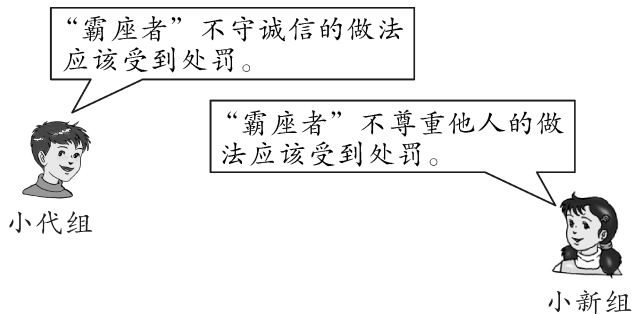 “霸座者”不守诚信的做法
应该受到处罚。
“霸座者”不尊重他人的做
法应该受到处罚。
小代组
小新组